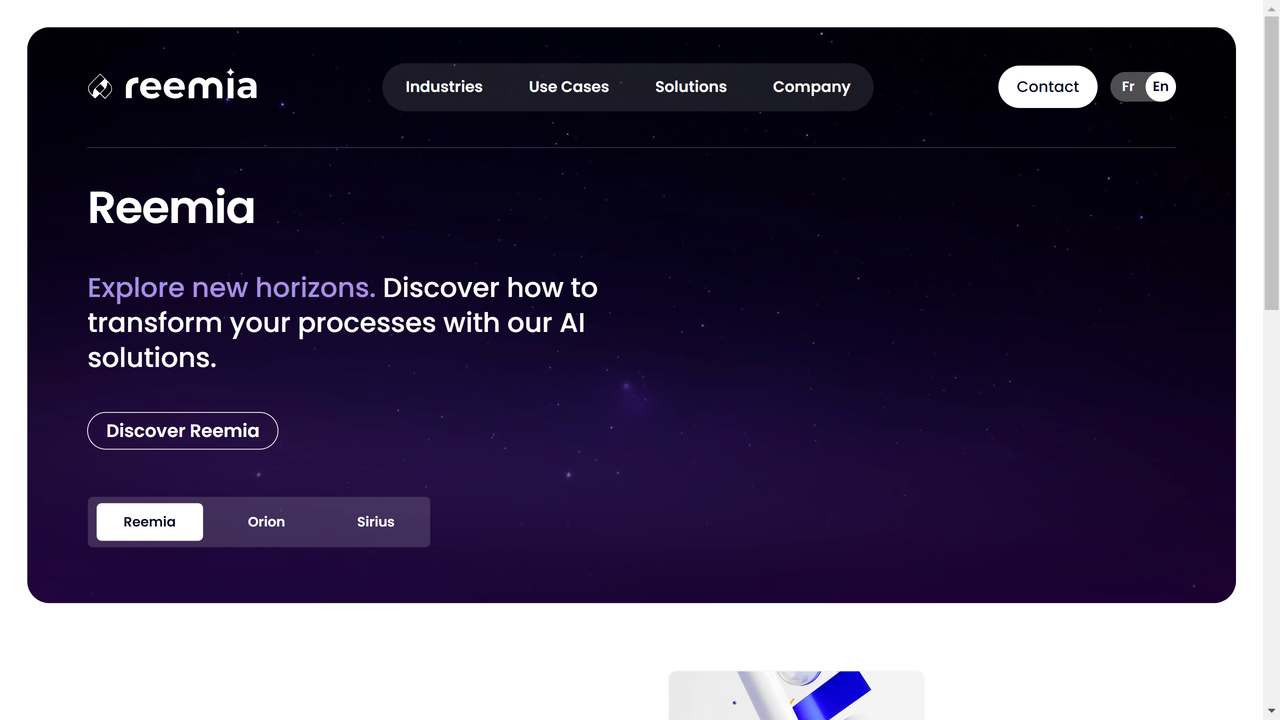 reemia
Industries Use Cases Solutions Company
Contact
Fr En
Reemia
Explore new horizons. Discover how to
transform your processes with our AI
solutions.
Discover Reemia
Reemia Orion Sirius